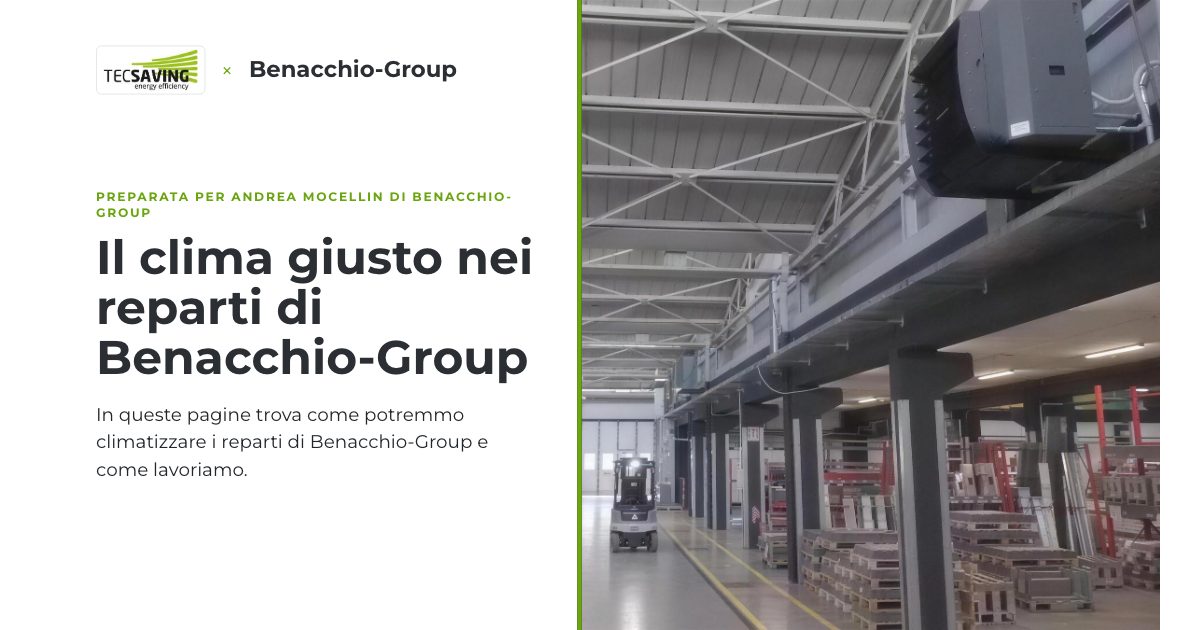 TECSAVING
energy efficiency
× Benacchio-Group
PREPARATA PER ANDREA MOCELLIN DI BENACCHIO-
GROUP
Il clima giusto nei
reparti di
Benacchio-Group
In queste pagine trova come potremmo
climatizzare i reparti di Benacchio-Group e
come lavoriamo.